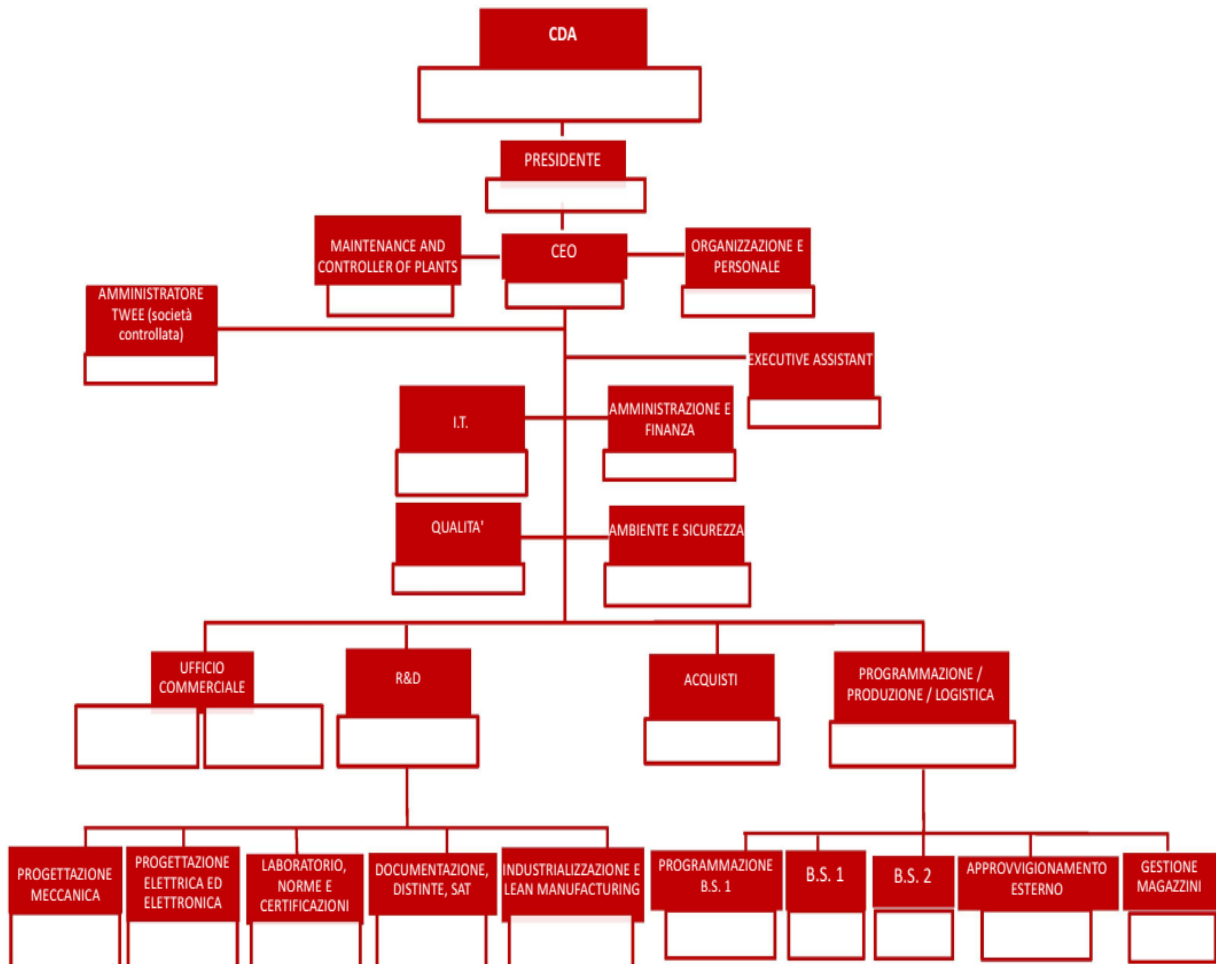 CDA
PRESIDENTE
MAINTENANCE AND
CONTROLLER OF PLANTS
CEO
ORGANIZZAZIONE E
PERSONALE
AMMINISTRATORE
TWEE (società
controllata)
EXECUTIVE ASSISTANT
I.T.
AMMINISTRAZIONE E
FINANZA
QUALITA'
AMBIENTE E SICUREZZA
UFFICIO
COMMERCIALE
R&D
ACQUISTI
PROGRAMMAZIONE /
PRODUZIONE / LOGISTICA
PROGETTAZIONE
MECCANICA
PROGETTAZIONE
ELETTRICA ED
ELETTRONICA
LABORATORIO,
NORME E
CERTIFICAZIONI
DOCUMENTAZIONE,
DISTINTE, SAT
INDUSTRIALIZZAZIONE E
LEAN MANUFACTURING
PROGRAMMAZIONE
B.S. 1
B.S. 1
B.S. 2
APPROVVIGIONAMENTO
ESTERNO
GESTIONE
MAGAZZINI